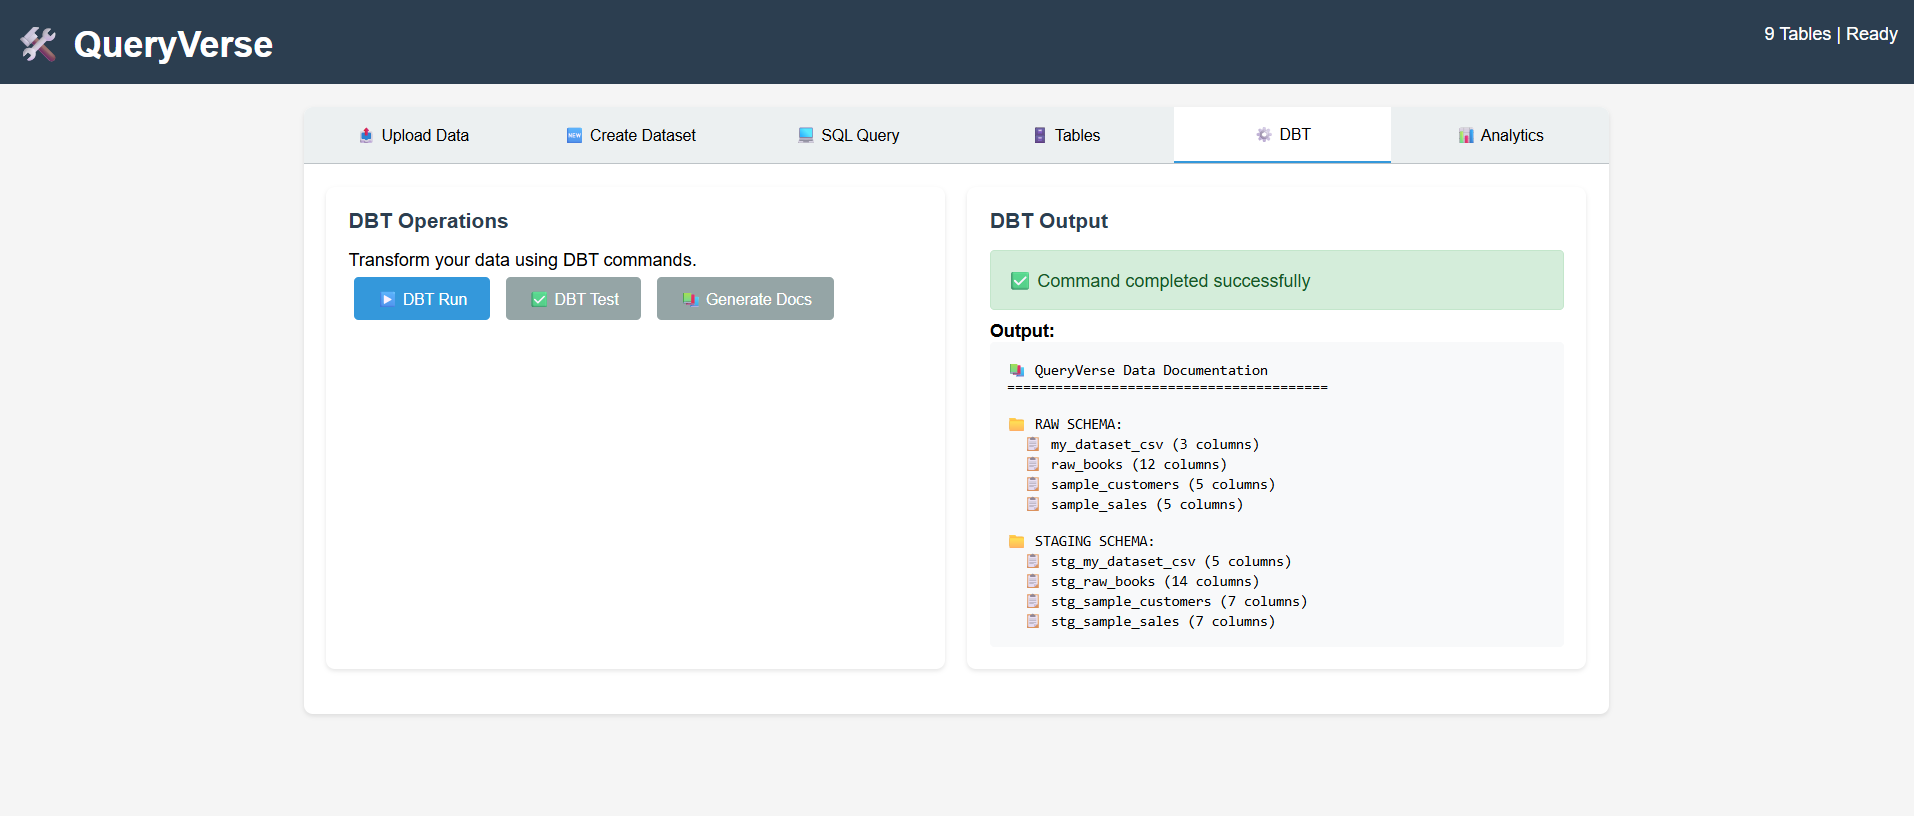 QueryVerse
9 Tables | Ready
Upload Data
Create Dataset
SQL Query
Tables
DBT
Analytics
DBT Operations
Transform your data using DBT commands.
DBT Run
DBT Test
Generate Docs
DBT Output
Command completed successfully
Output:
QueryVerse Data Documentation
========================================
RAW SCHEMA:
my_dataset_csv (3 columns)
raw_books (12 columns)
sample_customers (5 columns)
sample_sales (5 columns)
STAGING SCHEMA:
stg_my_dataset_csv (5 columns)
stg_raw_books (14 columns)
stg_sample_customers (7 columns)
stg_sample_sales (7 columns)